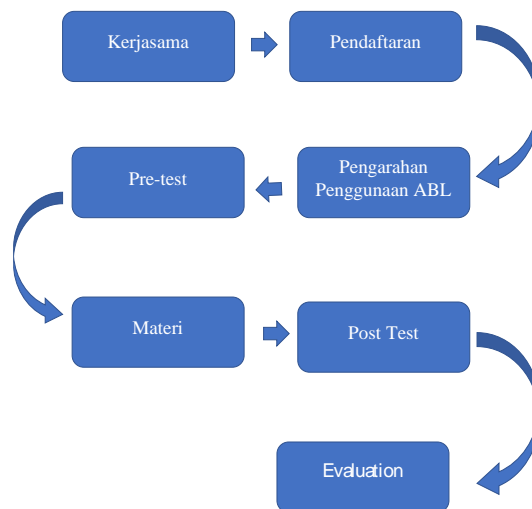 Kerjasama
Pendaftaran
Pengarahan
Penggunaan ABL
Pre-test
Materi
Post Test
Evaluation